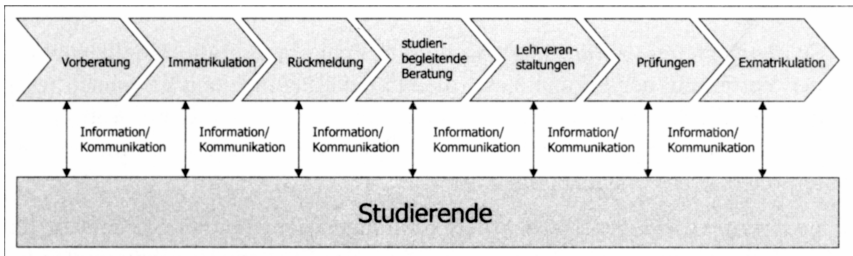 Vorberatung
Immatrikulation
Rückmeldung
studien-
begleitende
Beratung
Lehrveran-
staltungen
Prüfungen
Exmatrikulation
Information/
Kommunikation
Information/
Kommunikation
Information/
Kommunikation
Information/
Kommunikation
Information/
Kommunikation
Information/
Kommunikation
Studierende